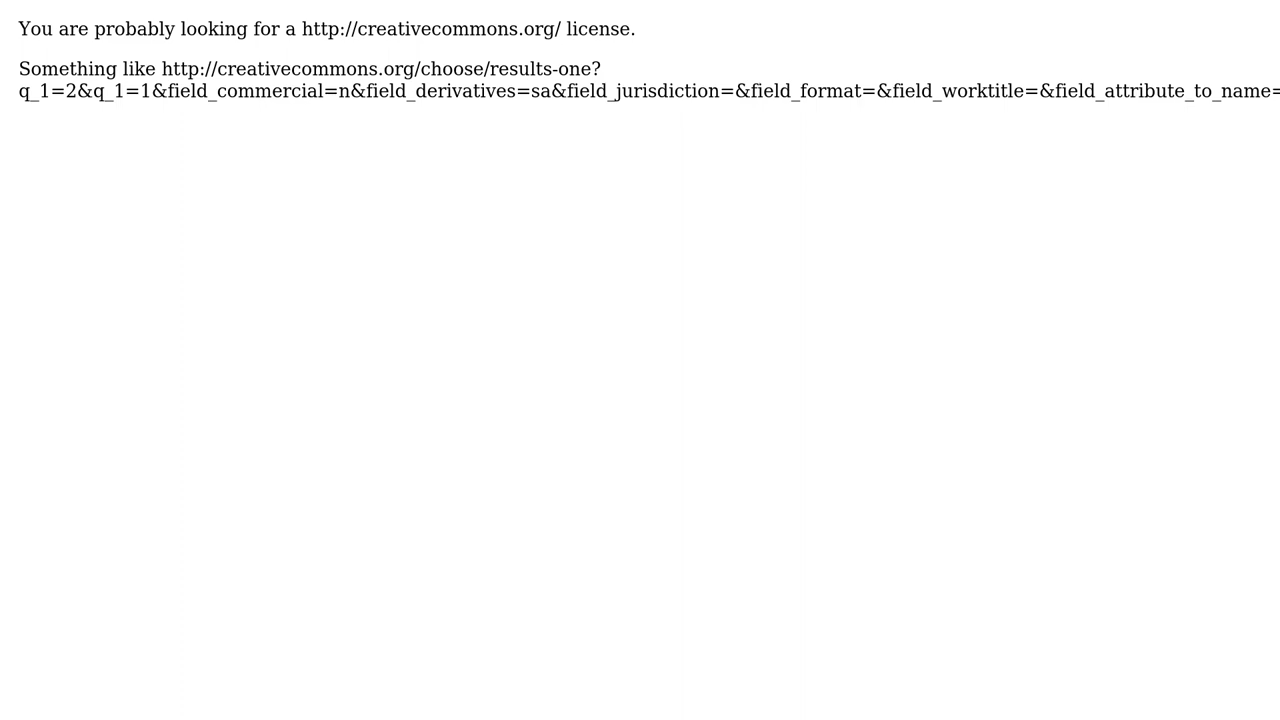 You are probably looking for a http://creativecommons.org/ license.
Something like http://creativecommons.org/choose/results-one?
q_1=2&q_1=1&field_commercial=n&field_derivatives=sa&field_jurisdiction=&field_format=&field_worktitle=&field_attribute_to_name=